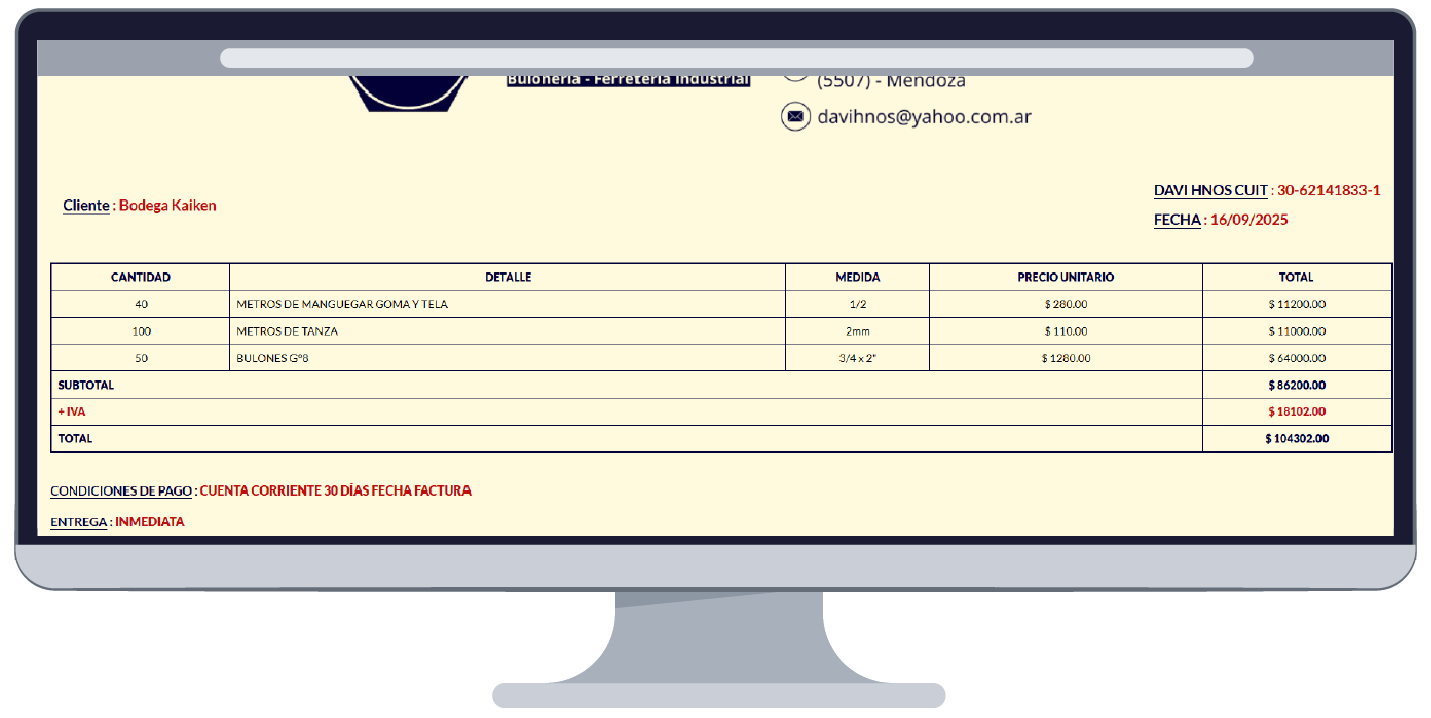 Bulonería - Ferretería Industrial
(5507) - Mendoza
davihnos@yahoo.com.ar
Cliente : Bodega Kaiken
DAVI HNOS CUIT : 30-62141833-1
FECHA : 16/09/2025
CANTIDAD DETALLE MEDIDA PRECIO UNITARIO TOTAL
40 METROS DE MANGUEGAR GOMA Y TELA 1/2 $ 280.00 $ 11200.00
100 METROS DE TANZA 2mm $ 110.00 $ 11000.00
50 BULONES G°8 3/4 x 2" $ 1280.00 $ 64000.00
SUBTOTAL $ 86200.00
+ IVA $ 18102.00
TOTAL $ 104302.00
CONDICIONES DE PAGO : CUENTA CORRIENTE 30 DÍAS FECHA FACTURA
ENTREGA : INMEDIATA